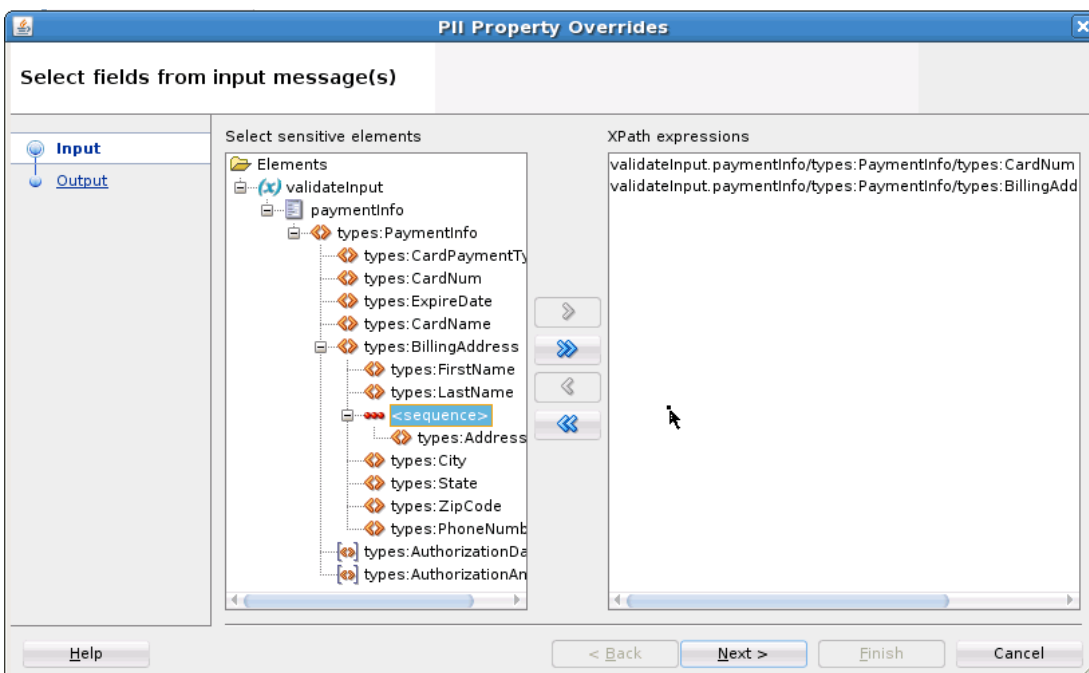 PII Property Overrides
Select fields from input message(s)
Input
Output
Select sensitive elements
Elements
(x) validateInput
paymentInfo
types:PaymentInfo
types:CardPaymentTy
types:CardNum
types:ExpireDate
types:CardName
types:BillingAddress
types:FirstName
types:LastName
<sequence>
types:Address
types:City
types:State
types:ZipCode
types:PhoneNumb
types:AuthorizationDa
types:AuthorizationAn
XPath expressions
validateInput.paymentInfo/types:PaymentInfo/types:CardNum
validateInput.paymentInfo/types:PaymentInfo/types:BillingAdd
Help
< Back
Next >
Finish
Cancel